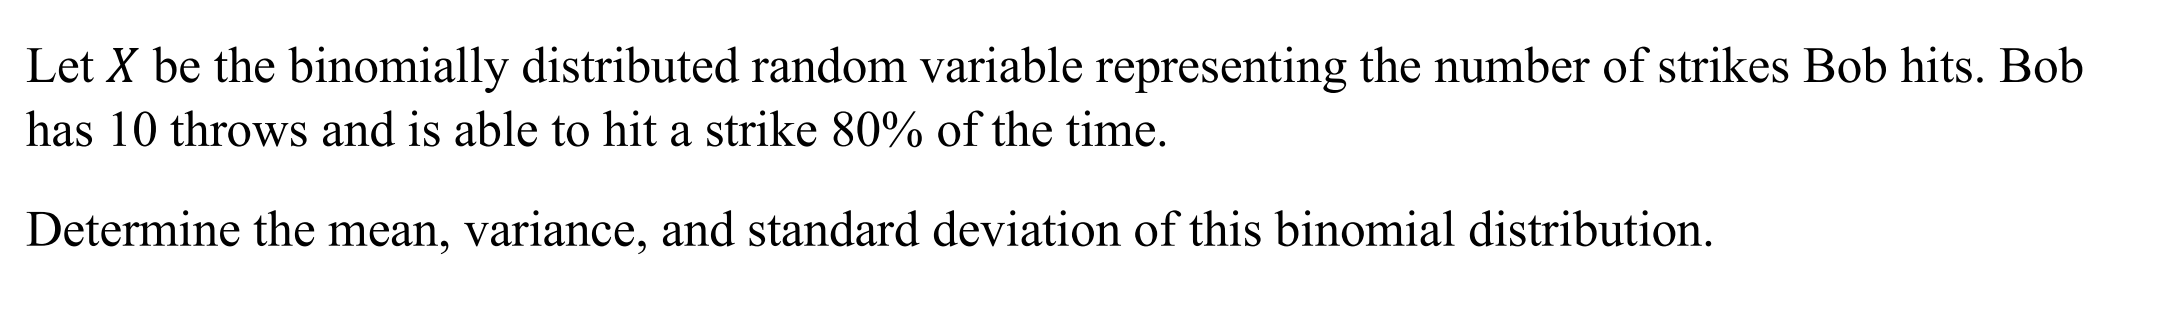 Let X be the binomially distributed random variable representing the number of strikes Bob hits. Bob
has 10 throws and is able to hit a strike 80% of the time.
Determine the mean, variance, and standard deviation of this binomial distribution.